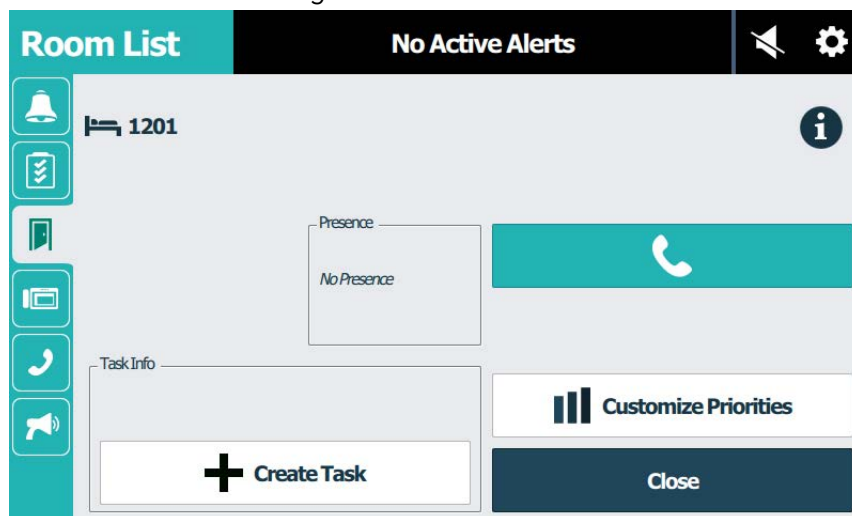 Room List
No Active Alerts
1201
Presence
No Presence
Task Info
Customize Priorities
Create Task
Close